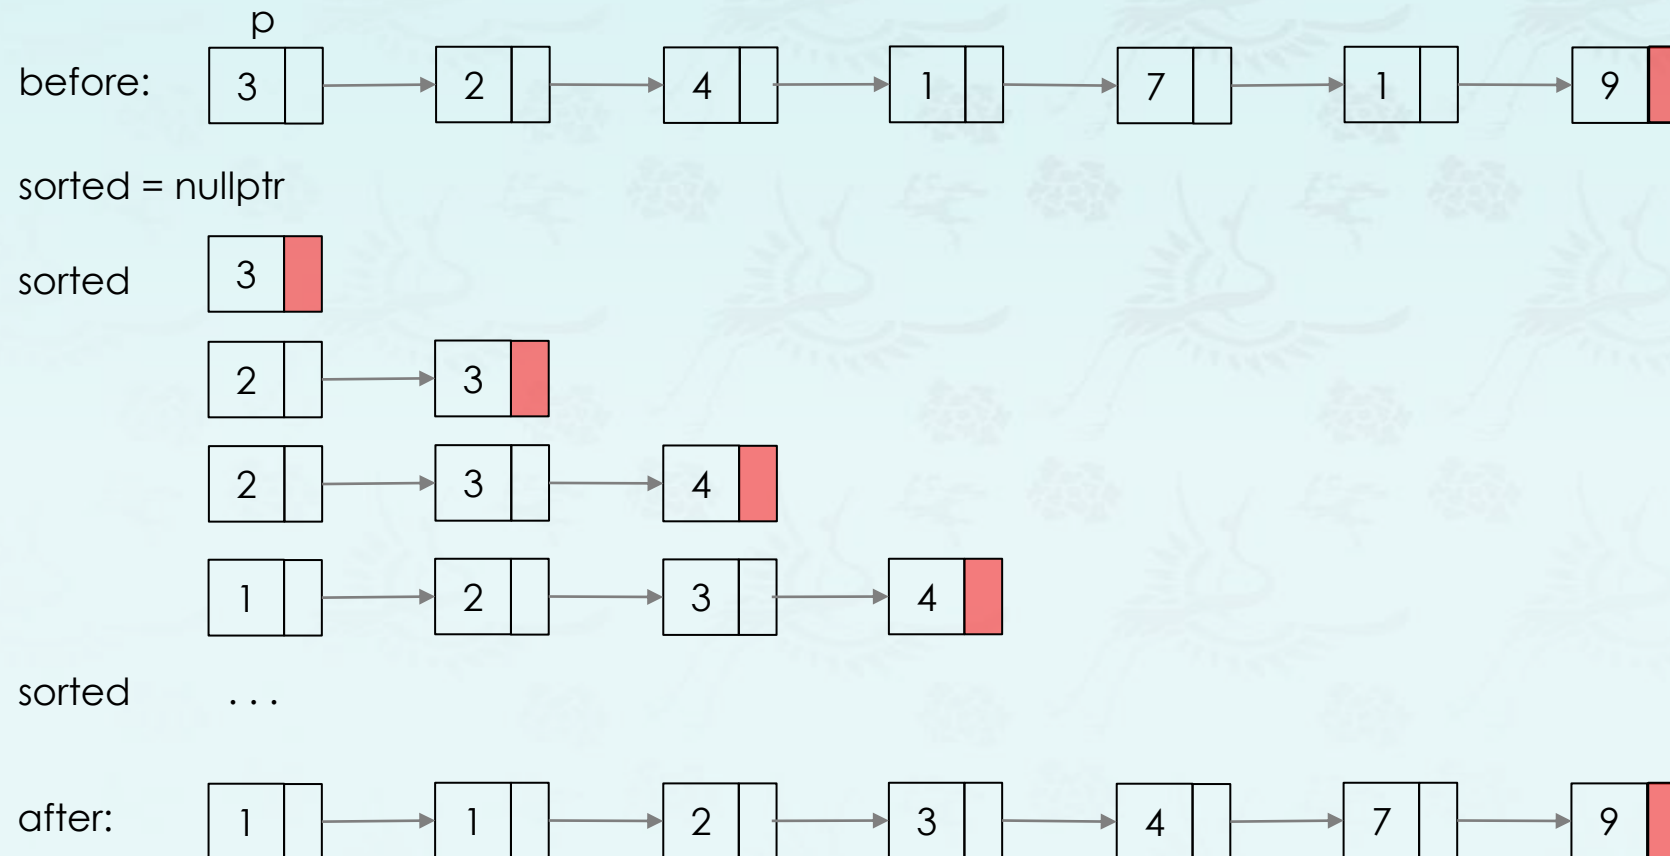 p
before: 3 2 4 1 7 1 9
sorted = nullptr
sorted 3
2 3
2 3 4
1 2 3 4
sorted . . .
after: 1 1 2 3 4 7 9